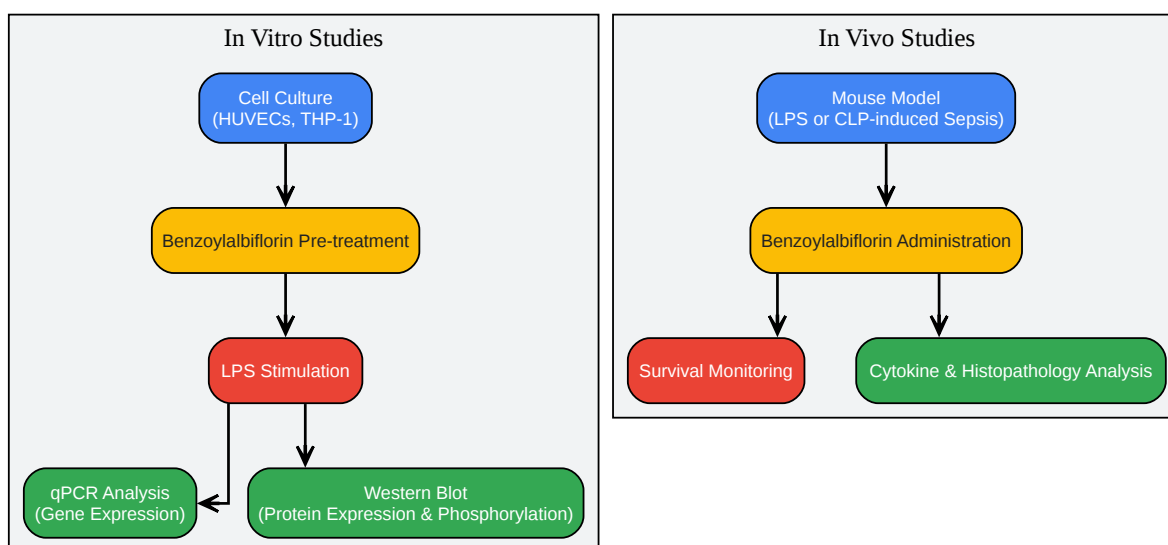 In Vitro Studies
Cell Culture
(HUVECs, THP-1)
Benzoylalbiflorin Pre-treatment
LPS Stimulation
qPCR Analysis
(Gene Expression)
Western Blot
(Protein Expression & Phosphorylation)
In Vivo Studies
Mouse Model
(LPS or CLP-induced Sepsis)
Benzoylalbiflorin Administration
Survival Monitoring
Cytokine & Histopathology Analysis